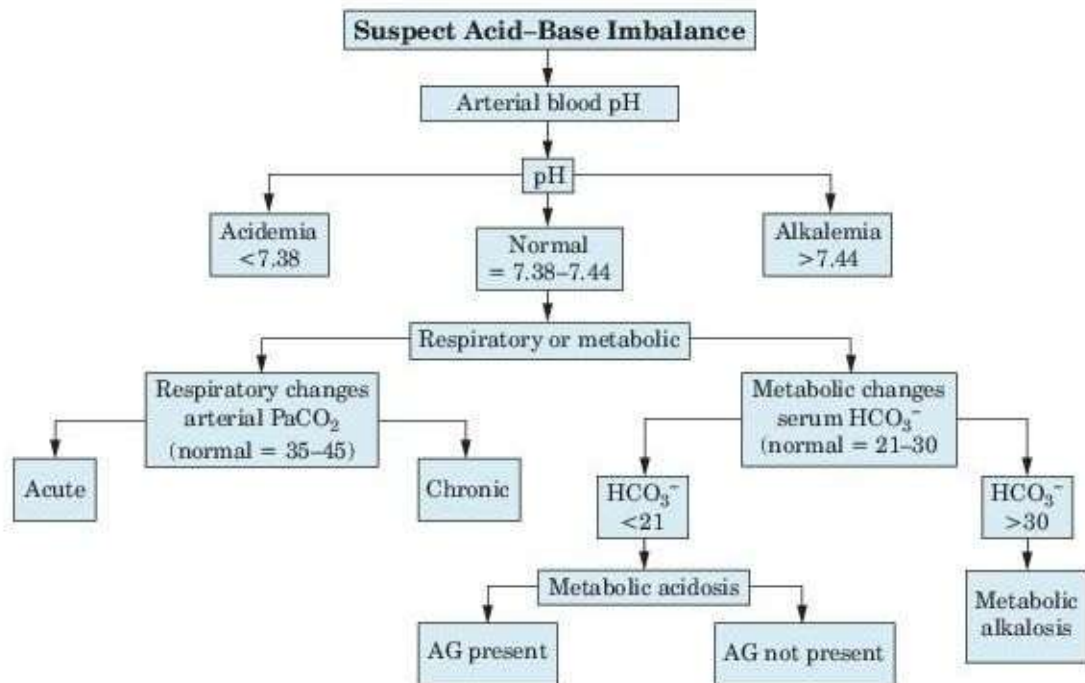 Suspect Acid–Base Imbalance
Arterial blood pH
pH
Acidemia
<7.38
Normal
= 7.38–7.44
Alkalemia
>7.44
Respiratory or metabolic
Respiratory changes
arterial PaCO₂
(normal = 35–45)
Metabolic changes
serum HCO₃⁻
(normal = 21–30
Acute
Chronic
HCO₃⁻
<21
HCO₃⁻
>30
Metabolic acidosis
Metabolic
alkalosis
AG present
AG not present